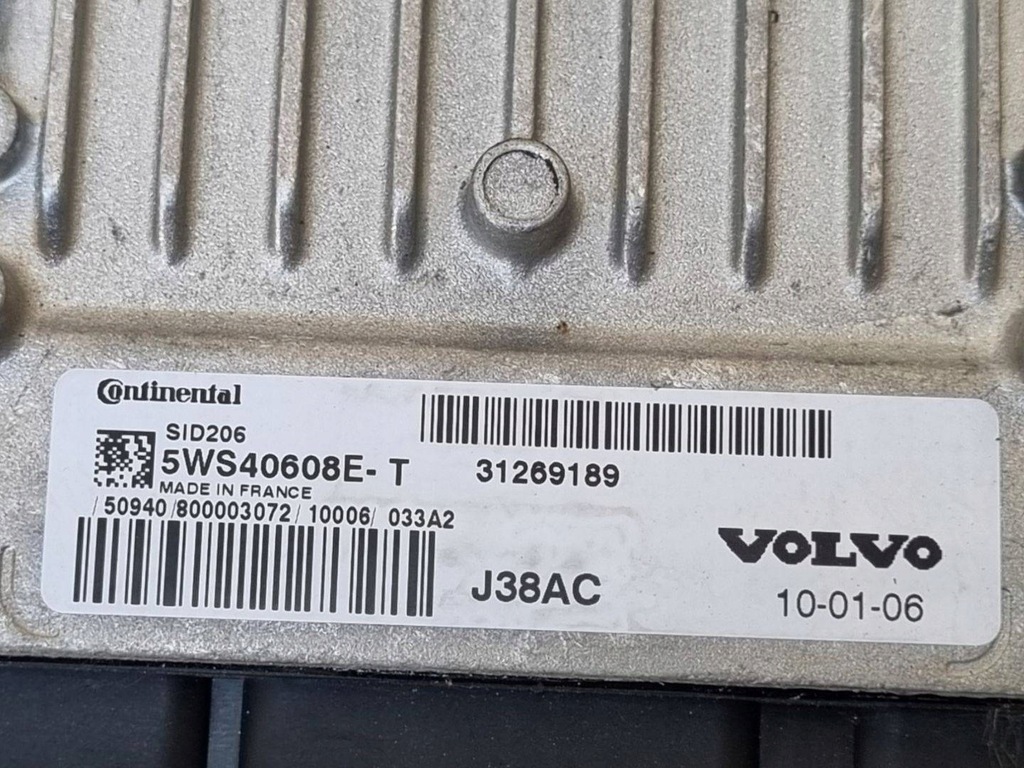 Continental
SID206
5WS40608E- T 31269189
MADE IN FRANCE
/50940/800003072/10006/ 033A2
VOLVO
J38AC
10-01-06